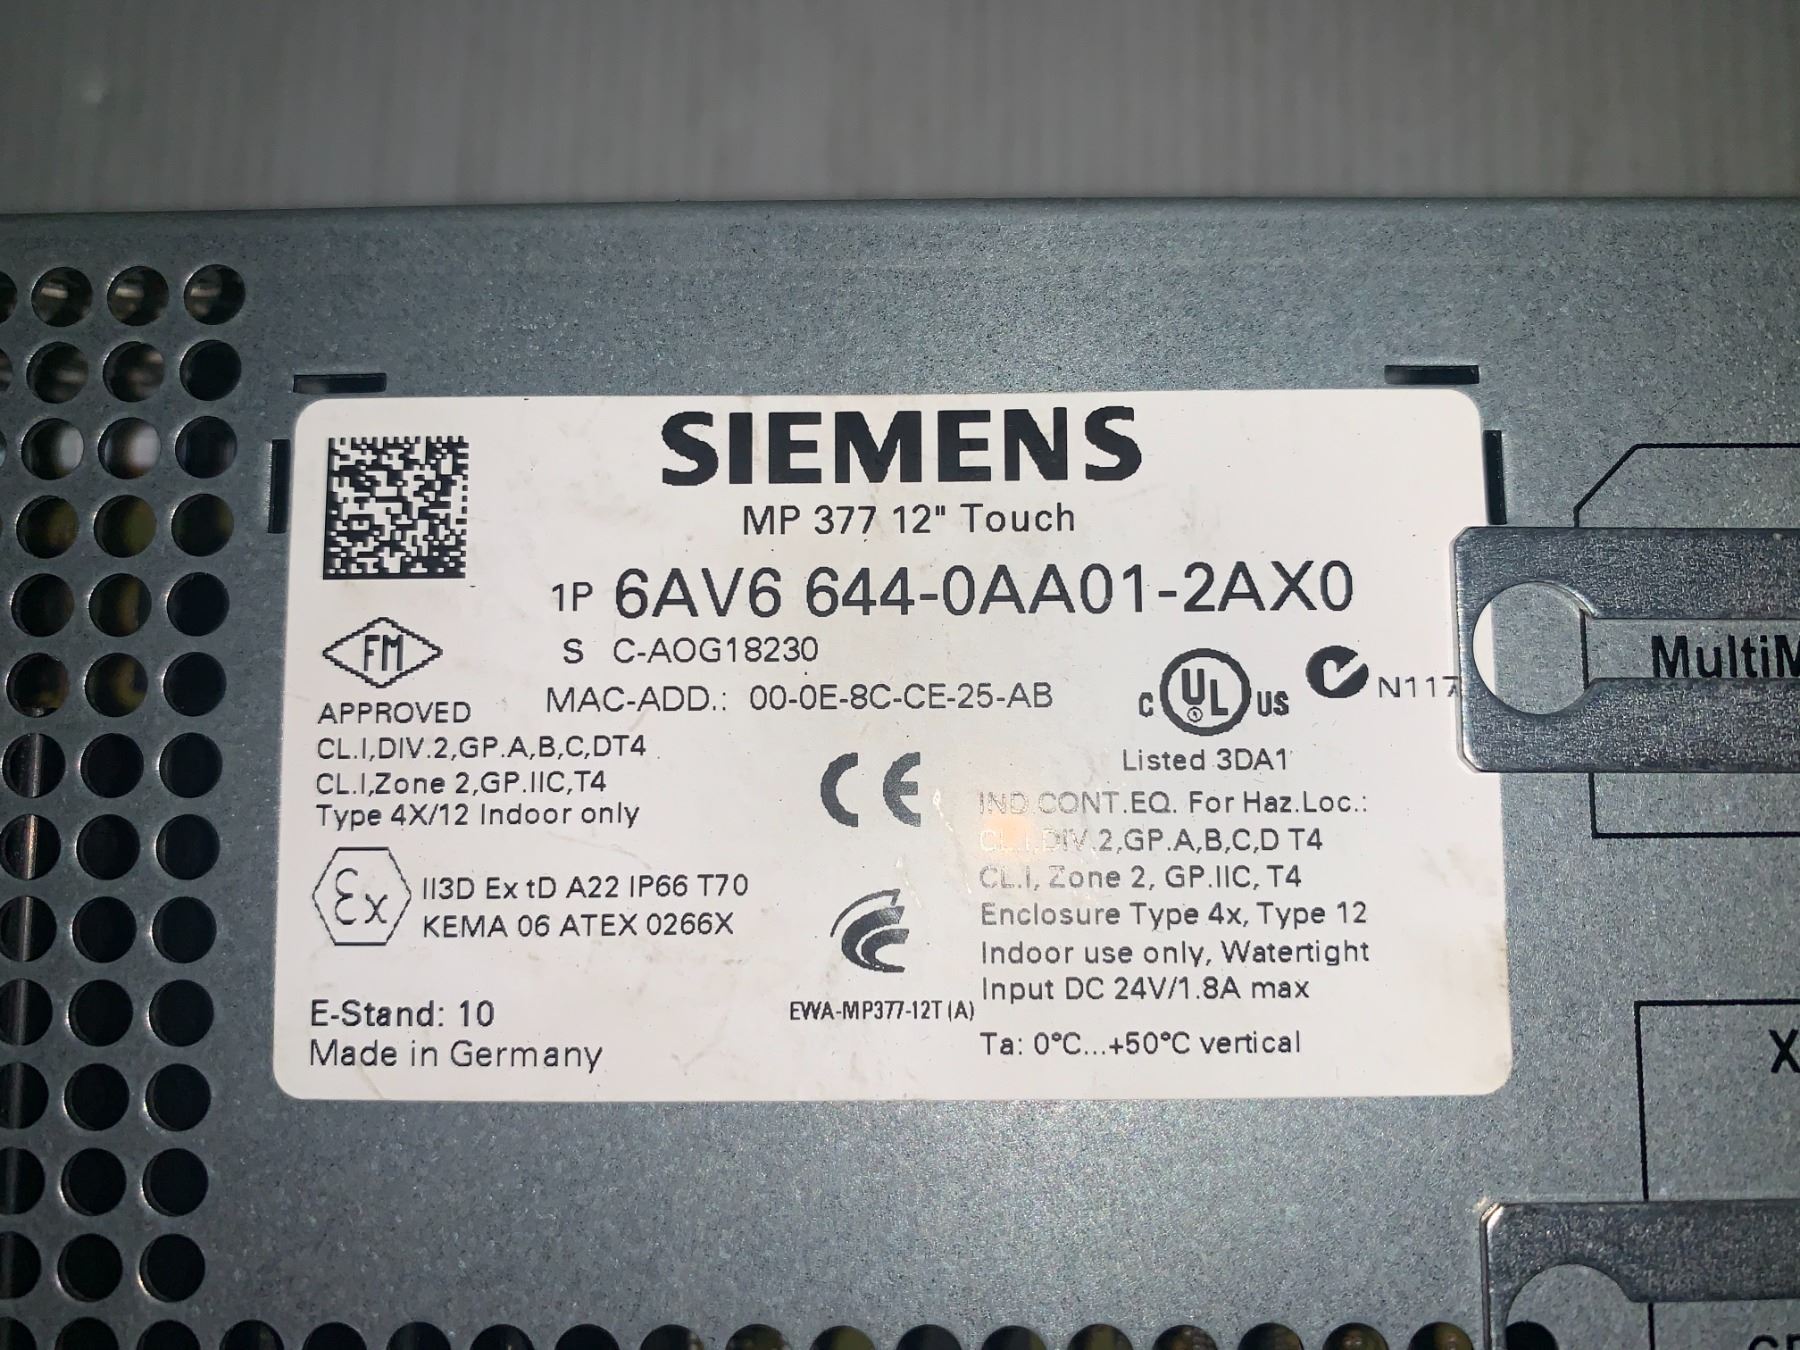 SIEMENS
MP 377 12" Touch
1P 6AV6 644-0AA01-2AX0
S C-AOG18230
MAC-ADD.: 00-0E-8C-CE-25-AB
FM
APPROVED
CL.I,DIV.2,GP.A,B,C,DT4
CL.I,Zone 2,GP.IIC,T4
Type 4X/12 Indoor only
Ex II3D Ex tD A22 IP66 T70
KEMA 06 ATEX 0266X
E-Stand: 10
Made in Germany
CE
EWA-MP377-12T(A)
C UL US
N117
Listed 3DA1
IND.CONT.EQ. For Haz.Loc.:
CL.I,DIV.2,GP.A,B,C,D T4
CL.I, Zone 2, GP.IIC, T4
Enclosure Type 4x, Type 12
Indoor use only, Watertight
Input DC 24V/1.8A max
Ta: 0°C...+50°C vertical
MultiM
X